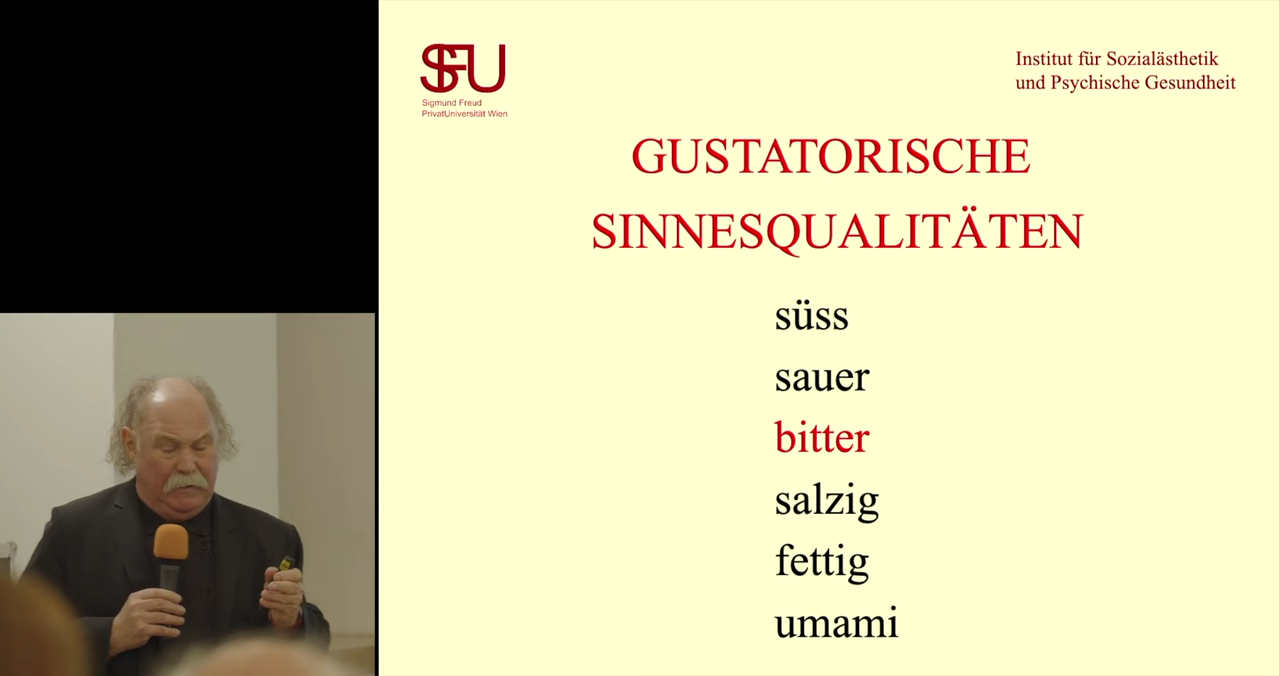 SFU
Sigmund Freud
PrivatUniversität Wien
Institut für Sozialästhetik
und Psychische Gesundheit
GUSTATORISCHE
SINNESQUALITÄTEN
süss
sauer
bitter
salzig
fettig
umami